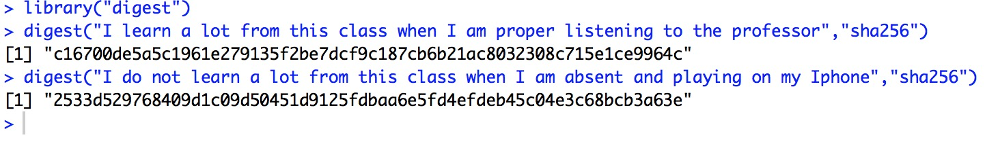 > library("digest")
> digest("I learn a lot from this class when I am proper listening to the professor","sha256")
[1] "c16700de5a5c1961e279135f2be7dcf9c187cb6b21ac8032308c715e1ce9964c"
> digest("I do not learn a lot from this class when I am absent and playing on my Iphone","sha256")
[1] "2533d529768409d1c09d50451d9125fdbaa6e5fd4efdeb45c04e3c68bcb3a63e"
>